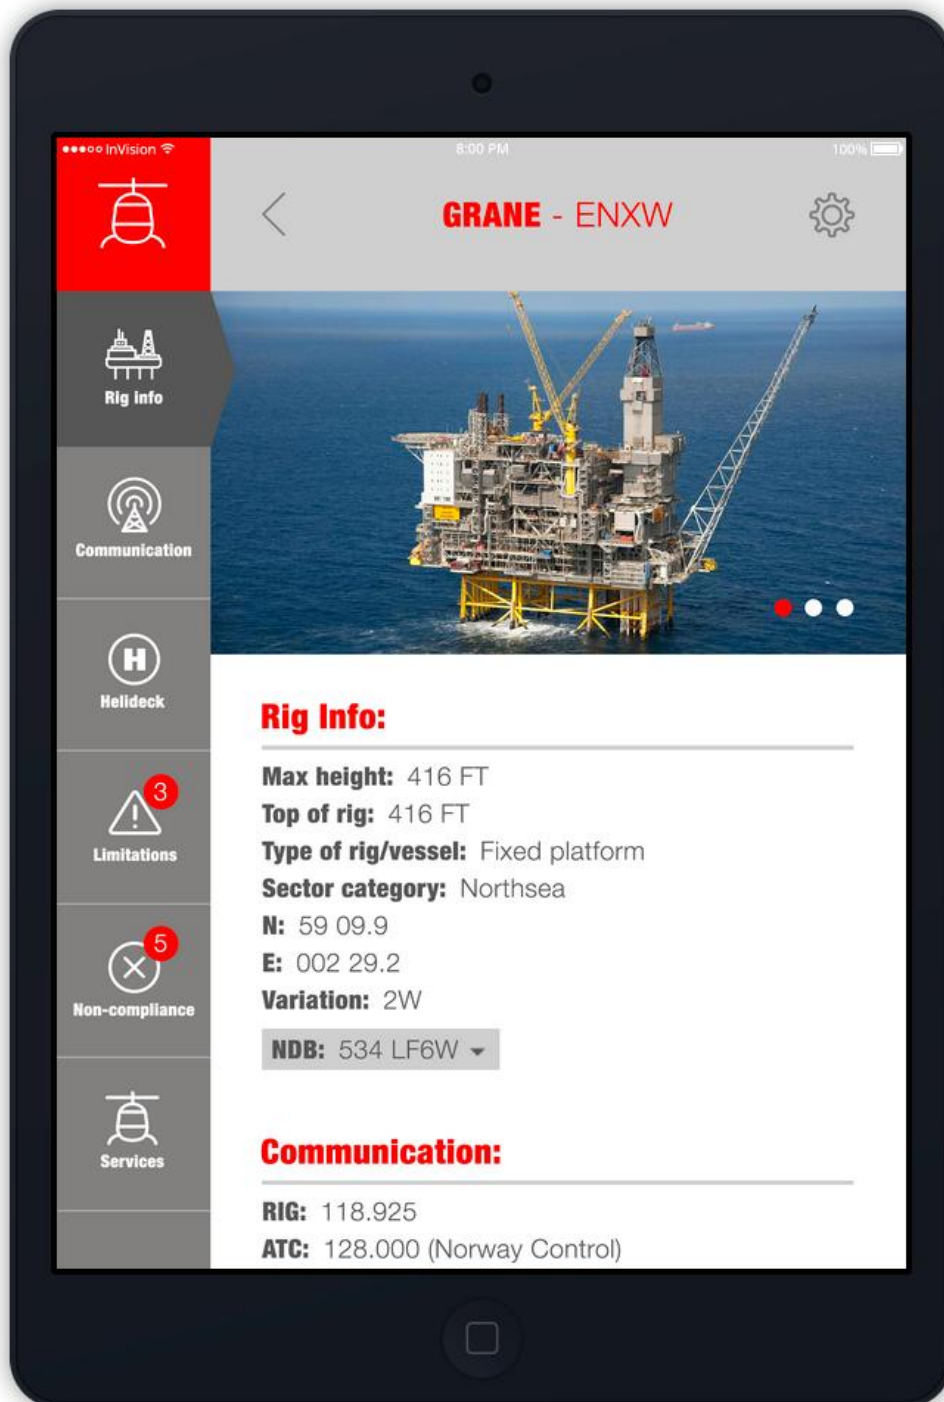 InVision
8:00 PM
100%
GRANE - ENXW
Rig info
Communication
H
Helideck
3
Limitations
5
Non-compliance
Services
Rig Info:
Max height: 416 FT
Top of rig: 416 FT
Type of rig/vessel: Fixed platform
Sector category: Northsea
N: 59 09.9
E: 002 29.2
Variation: 2W
NDB: 534 LF6W
Communication:
RIG: 118.925
ATC: 128.000 (Norway Control)